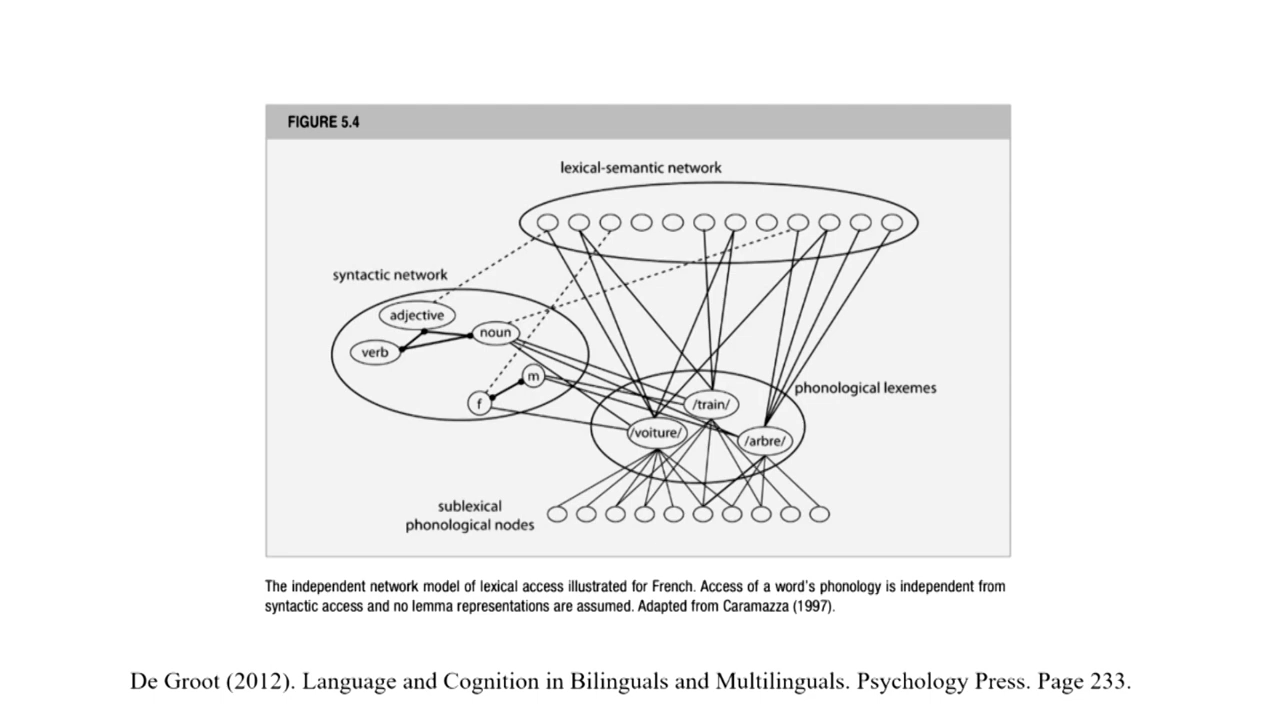 FIGURE 5.4
lexical-semantic network
syntactic network
adjective
noun
verb
m
f
phonological lexemes
/train/
/voiture/
/arbre/
sublexical
phonological nodes
The independent network model of lexical access illustrated for French. Access of a word's phonology is independent from
syntactic access and no lemma representations are assumed. Adapted from Caramazza (1997).
De Groot (2012). Language and Cognition in Bilinguals and Multilinguals. Psychology Press. Page 233.